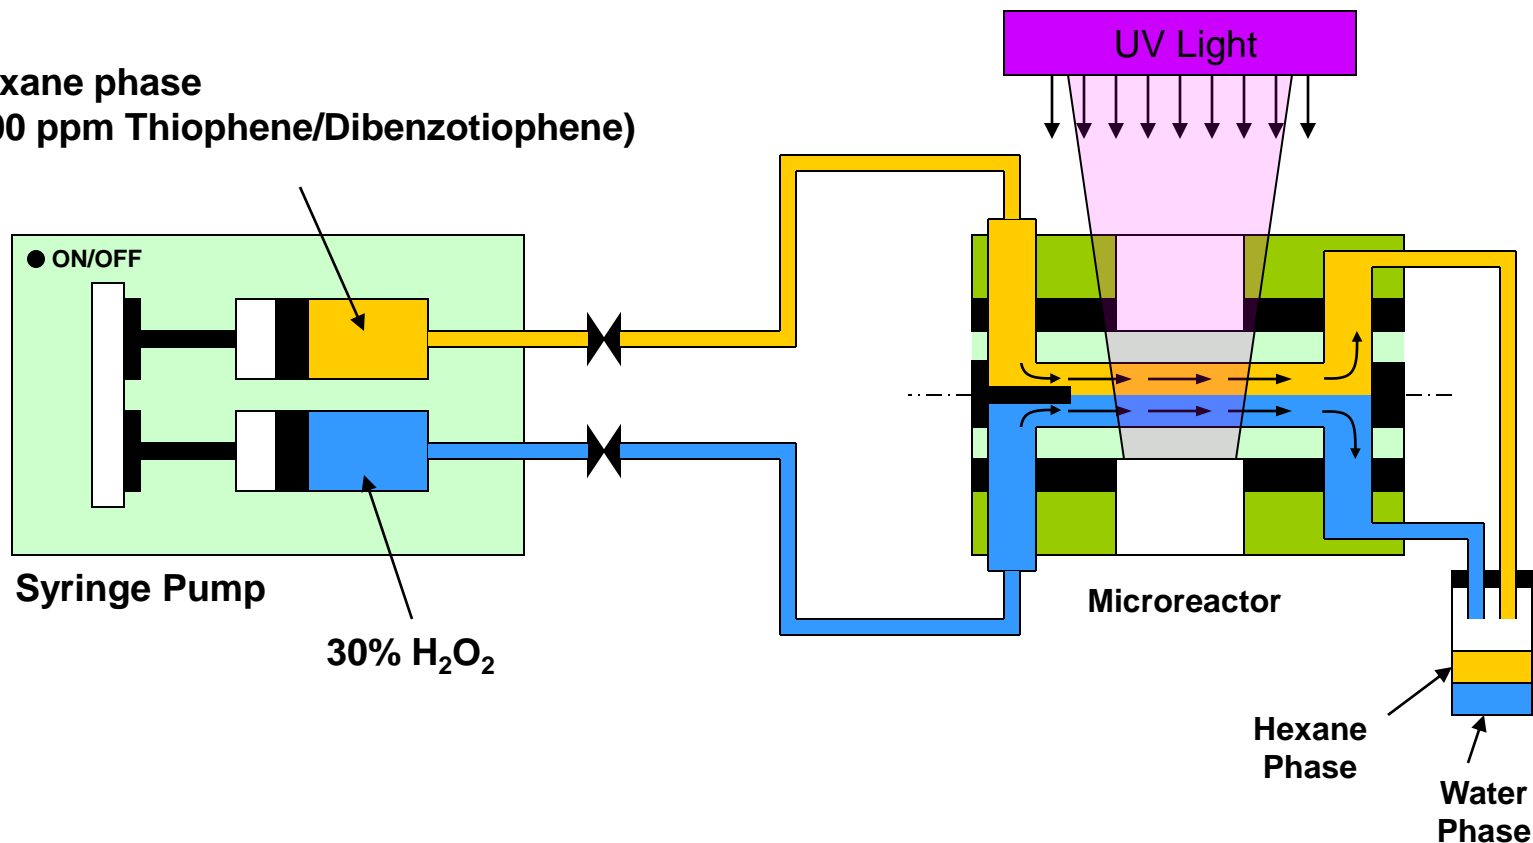 xane phase
00 ppm Thiophene/Dibenzotiophene)
UV Light
ON/OFF
Syringe Pump
30% H₂O₂
Microreactor
Hexane
Phase
Water
Phase